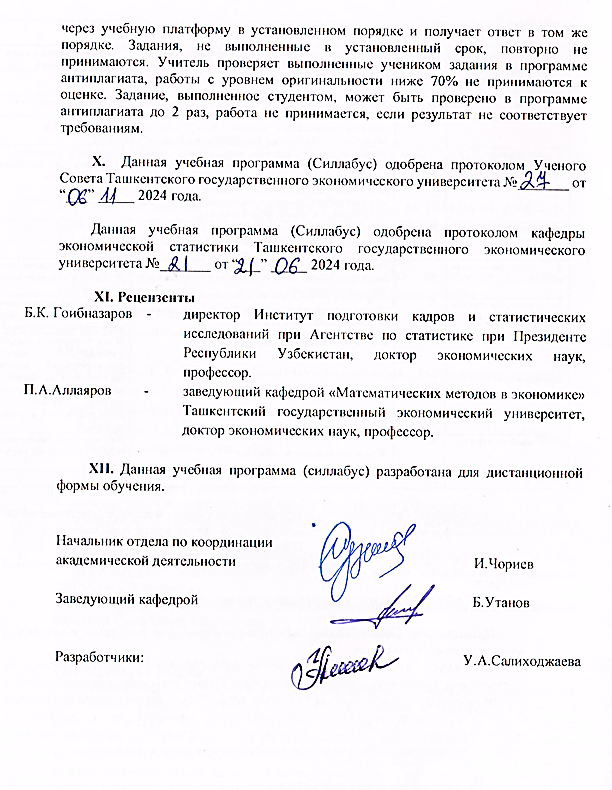 через учебную платформу в установленном порядке и получает ответ в том же
порядке. Задания, не выполненные в установленный срок, повторно не
принимаются. Учитель проверяет выполненные учеником задания в программе
антиплагиата, работы с уровнем оригинальности ниже 70% не принимаются к
оценке. Задание, выполненное студентом, может быть проверено в программе
антиплагиата до 2 раз, работа не принимается, если результат не соответствует
требованиям.
X. Данная учебная программа (Силлабус) одобрена протоколом Ученого
Совета Ташкентского государственного экономического университета № 27 от
“06” 11 2024 года.
Данная учебная программа (Силлабус) одобрена протоколом кафедры
экономической статистики Ташкентского государственного экономического
университета № 21 от “21” 06 2024 года.
XI. Рецензенты
Б.К. Гоибназаров - директор Институт подготовки кадров и статистических
исследований при Агентстве по статистике при Президенте
Республики Узбекистан, доктор экономических наук,
профессор.
П.А.Аллаяров - заведующий кафедрой «Математических методов в экономике»
Ташкентский государственный экономический университет,
доктор экономических наук, профессор.
XII. Данная учебная программа (силлабус) разработана для дистанционной
формы обучения.
Начальник отдела по координации
академической деятельности И.Чориев
Заведующий кафедрой Б.Утанов
Разработчики: У.А.Салиходжаева